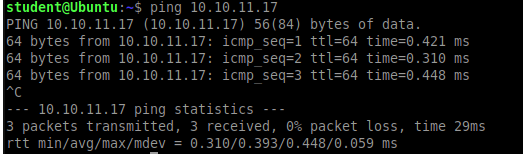 student@Ubuntu:~$ ping 10.10.11.17
PING 10.10.11.17 (10.10.11.17) 56(84) bytes of data.
64 bytes from 10.10.11.17: icmp_seq=1 ttl=64 time=0.421 ms
64 bytes from 10.10.11.17: icmp_seq=2 ttl=64 time=0.310 ms
64 bytes from 10.10.11.17: icmp_seq=3 ttl=64 time=0.448 ms
^C
--- 10.10.11.17 ping statistics ---
3 packets transmitted, 3 received, 0% packet loss, time 29ms
rtt min/avg/max/mdev = 0.310/0.393/0.448/0.059 ms